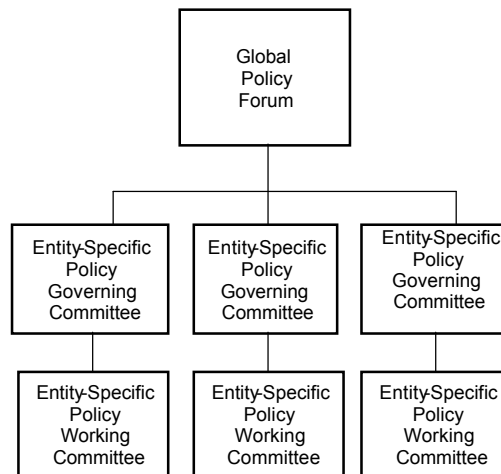 Global
Policy
Forum
Entity-Specific
Policy
Governing
Committee
Entity-Specific
Policy
Governing
Committee
Entity-Specific
Policy
Governing
Committee
Entity-Specific
Policy
Working
Committee
Entity-Specific
Policy
Working
Committee
Entity-Specific
Policy
Working
Committee